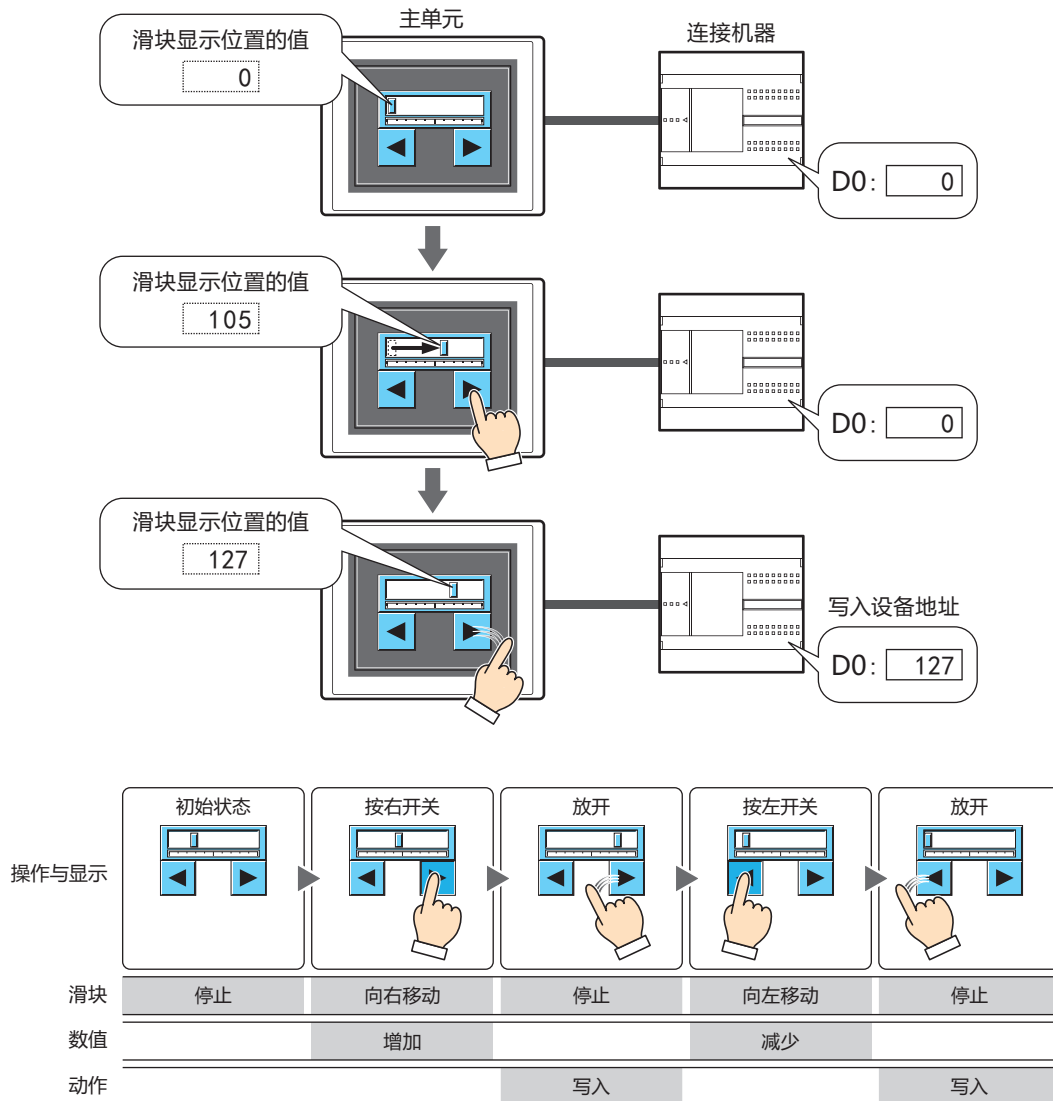 主单元
连接机器
滑块显示位置的值
0
D0: 0
滑块显示位置的值
105
D0: 0
滑块显示位置的值
127
写入设备地址
D0: 127
初始状态 按右开关 放开 按左开关 放开
操作与显示
滑块 停止 向右移动 停止 向左移动 停止
数值 增加 减少
动作 写入 写入